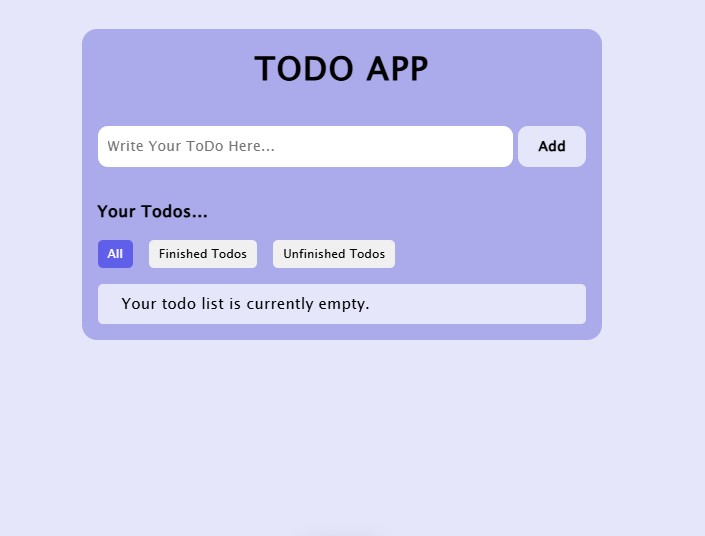 TODO APP
Write Your ToDo Here...
Add
Your Todos...
All
Finished Todos
Unfinished Todos
Your todo list is currently empty.